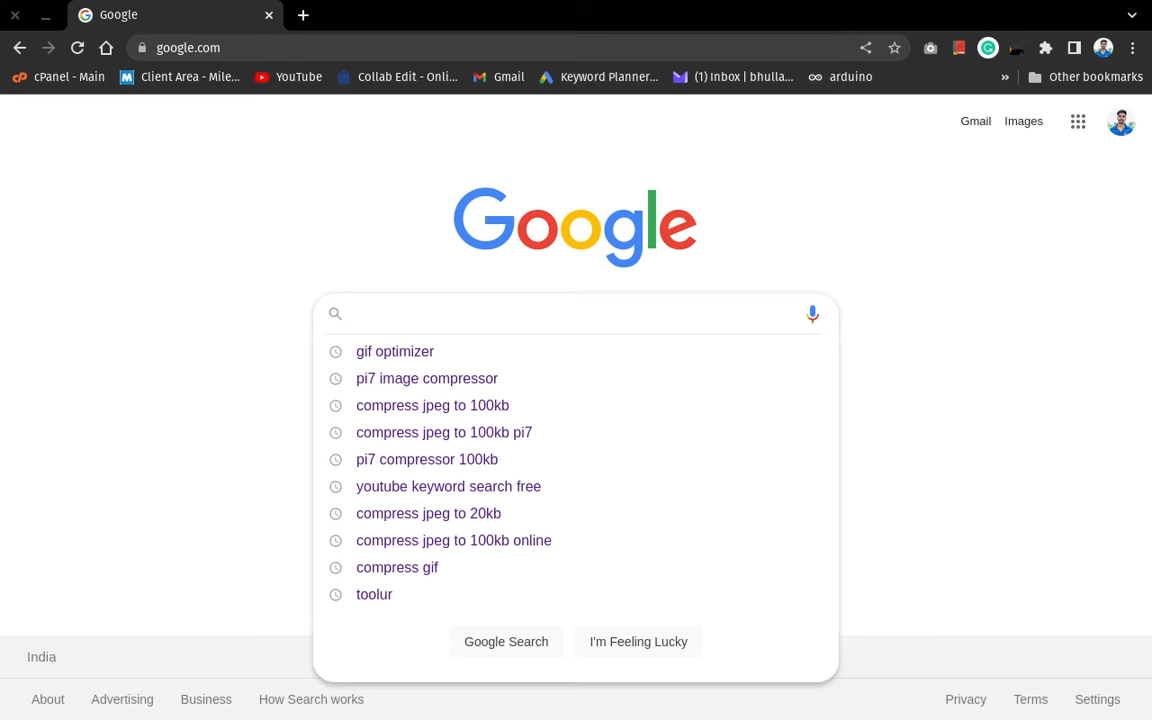 Google
google.com
cPanel - Main
Client Area - Mile...
YouTube
Collab Edit - Onli...
Gmail
Keyword Planner...
(1) Inbox | bhulla...
arduino
»
Other bookmarks
Gmail
Images
Google
gif optimizer
pi7 image compressor
compress jpeg to 100kb
compress jpeg to 100kb pi7
pi7 compressor 100kb
youtube keyword search free
compress jpeg to 20kb
compress jpeg to 100kb online
compress gif
toolur
Google Search
I'm Feeling Lucky
India
About
Advertising
Business
How Search works
Privacy
Terms
Settings